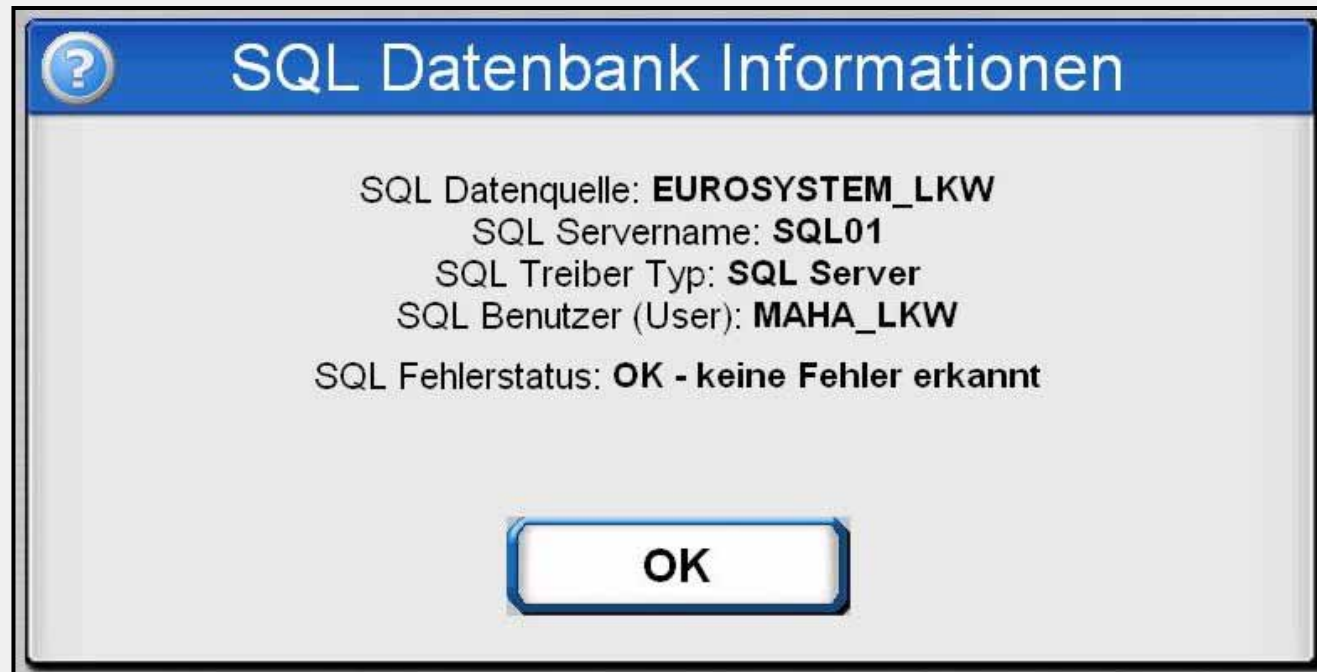 SQL Datenbank Informationen
SQL Datenquelle: EUROSYSTEM_LKW
SQL Servername: SQL01
SQL Treiber Typ: SQL Server
SQL Benutzer (User): MAHA_LKW
SQL Fehlerstatus: OK - keine Fehler erkannt
OK